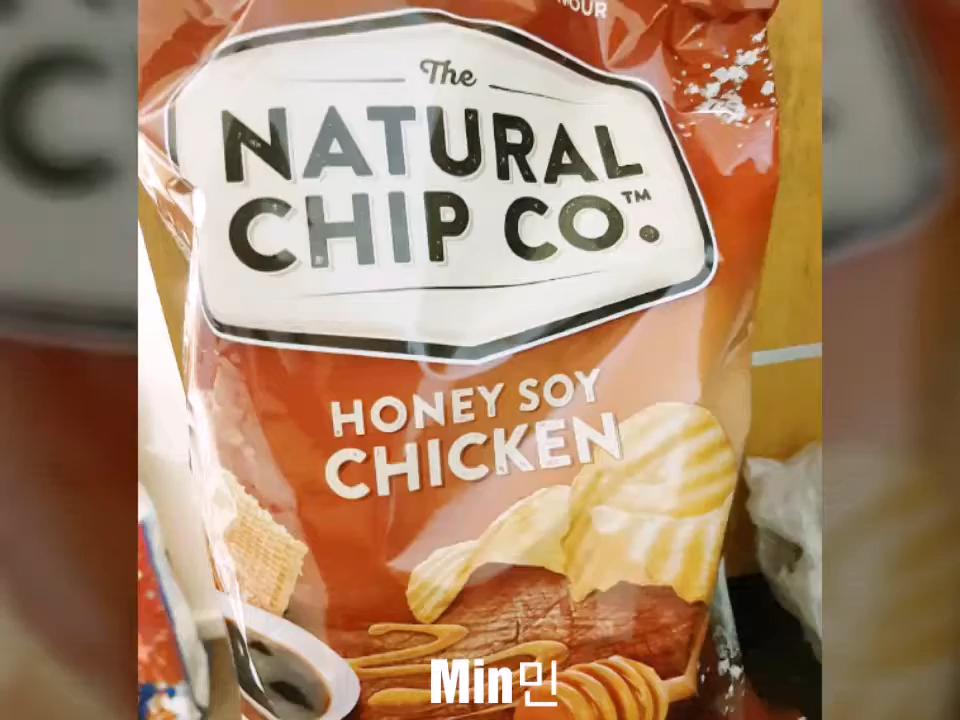 The
NATURAL
CHIP CO.™
HONEY SOY
CHICKEN
Min민